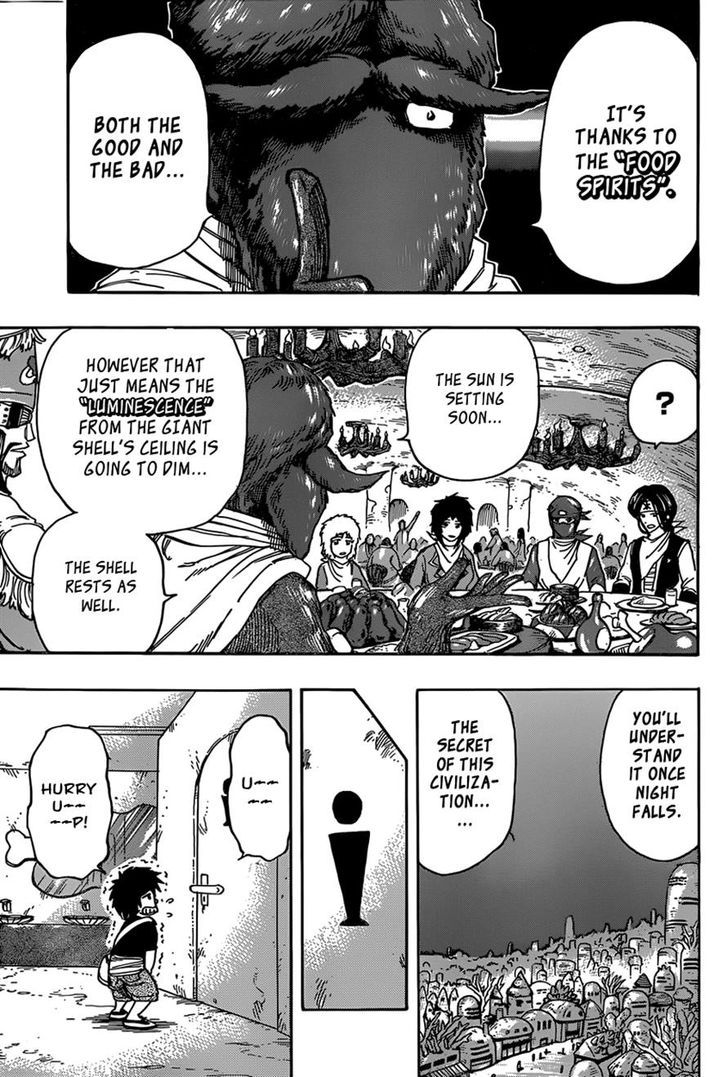 IT'S
THANKS TO
THE "FOOD
SPIRITS".
BOTH THE
GOOD AND
THE BAD...
?
THE SUN IS
SETTING
SOON...
HOWEVER THAT
JUST MEANS THE
"LUMINESCENCE"
FROM THE GIANT
SHELL'S CEILING IS
GOING TO DIM...
THE SHELL
RESTS AS
WELL.
YOU'LL
UNDER-
STAND
IT ONCE
NIGHT
FALLS.
THE
SECRET
OF THIS
CIVILIZA-
TION...
...
U--
--
HURRY
U--
--P!